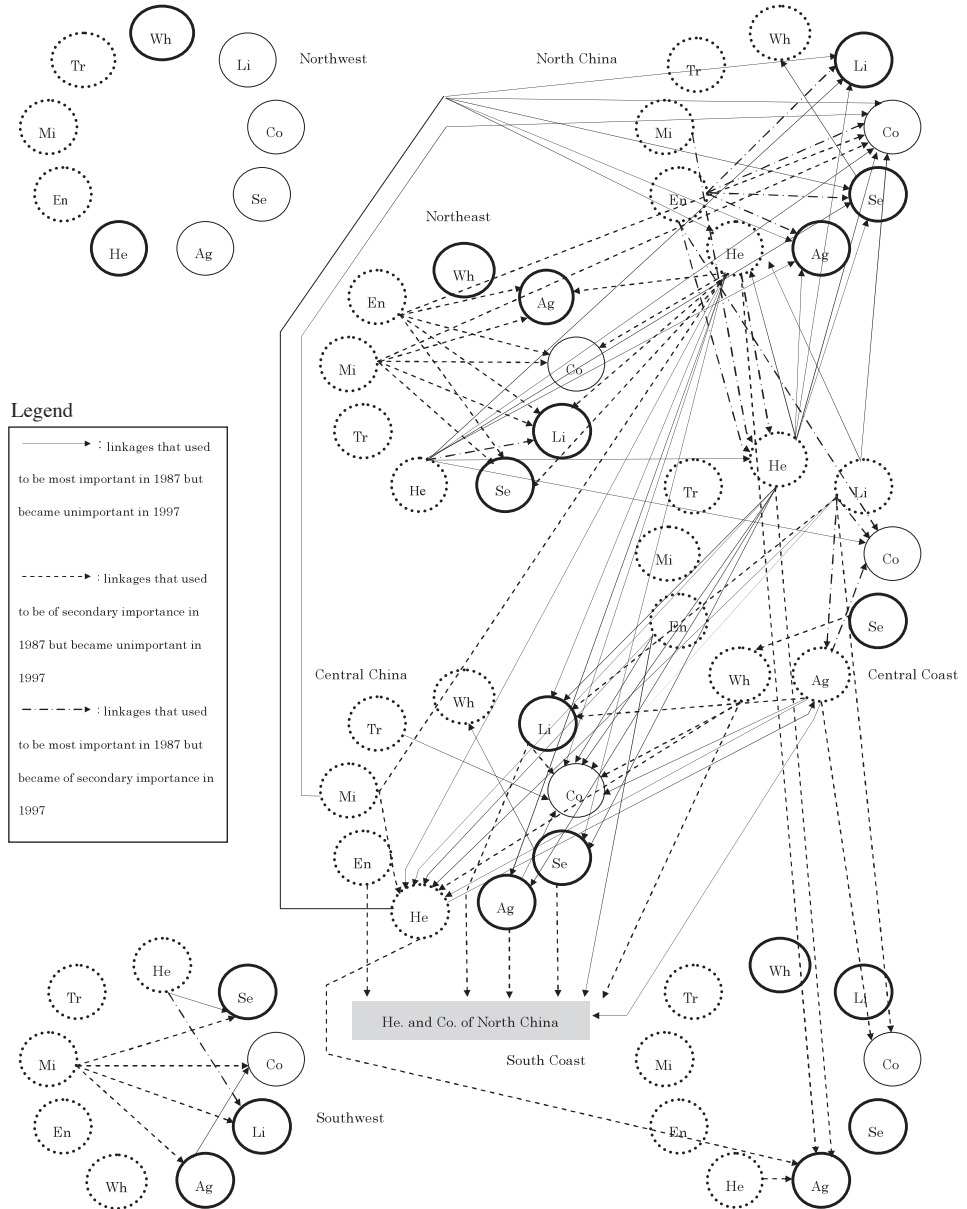 Wh
Tr
Li
Northwest
Mi
Co
En
Se
He
Ag
North China
Wh
Tr
Li
Mi
Co
En
Se
He
Ag
Northeast
Wh
En
Ag
Mi
Co
Tr
Li
He
Se
Legend
: linkages that used
to be most important in 1987 but
became unimportant in 1997
: linkages that used
to be of secondary importance in
1987 but became unimportant in
1997
: linkages that used
to be most important in 1987 but
became of secondary importance in
1997
He
Tr
Li
Mi
Co
En
Se
Wh
Ag
Central Coast
Central China
Wh
Tr
Li
Mi
Co
En
Se
He
Ag
He. and Co. of North China
South Coast
He
Tr
Se
Mi
Co
En
Li
Southwest
Wh
Ag
Wh
Tr
Li
Mi
Co
En
Se
He
Ag